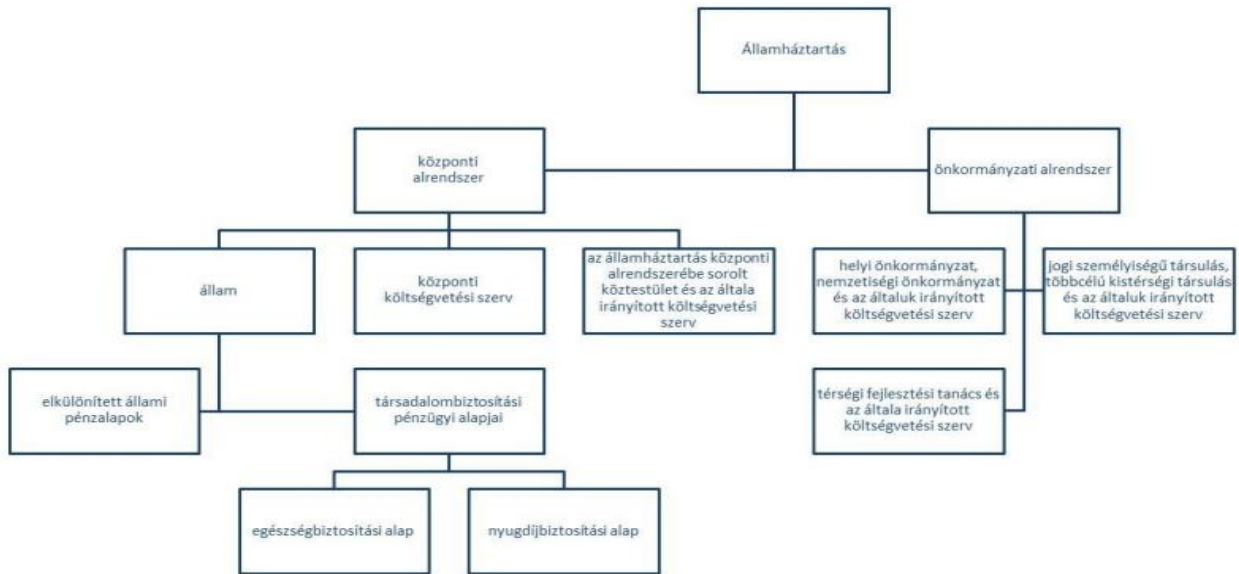 Államháztartás
központi
alrendszer
önkormányzati alrendszer
állam
központi
költségvetési szerv
az államháztartás központi
alrendszerébe sorolt
köztestület és az általa
irányított költségvetési
szerv
helyi önkormányzat,
nemzetiségi önkormányzat
és az általuk irányított
költségvetési szerv
jogi személyiségű társulás,
többcélú kistérségi társulás
és az általuk irányított
költségvetési szerv
elkülönített állami
pénzalapok
társadalombiztosítási
pénzügyi alapjai
térségi fejlesztési tanács és
az általa irányított
költségvetési szerv
egészségbiztosítási alap
nyugdíjbiztosítási alap